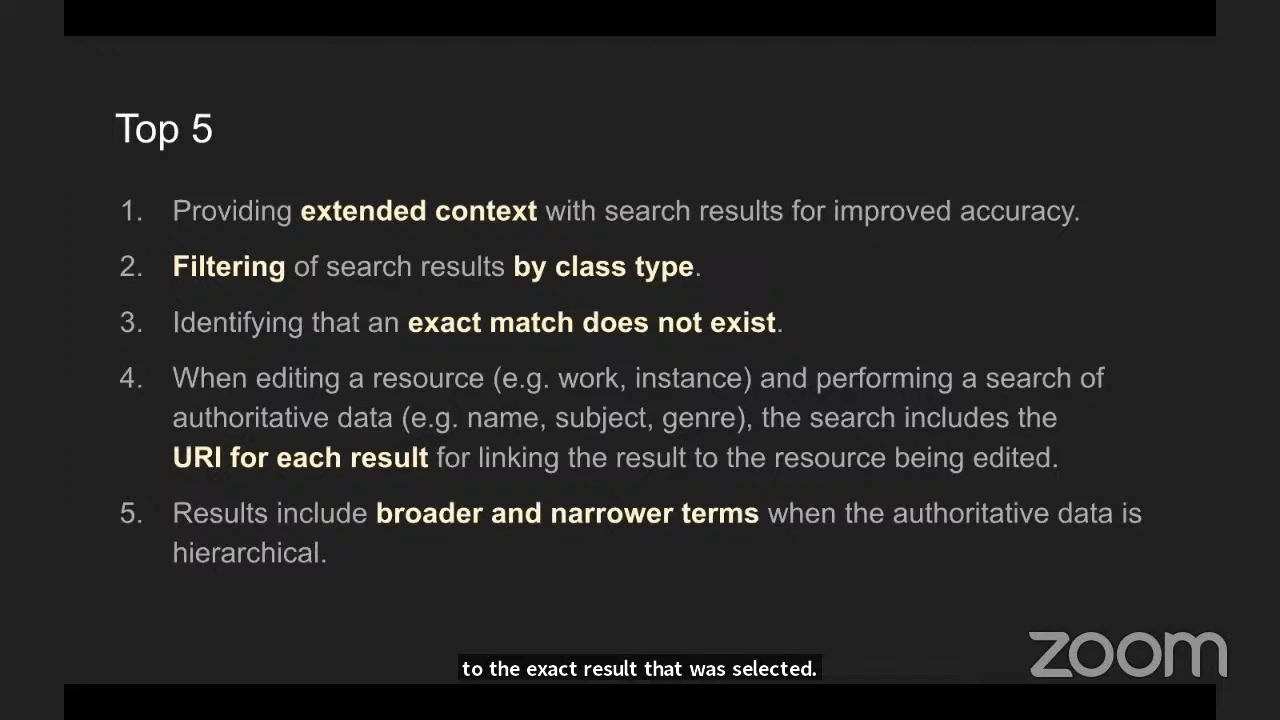 Top 5
1. Providing extended context with search results for improved accuracy.
2. Filtering of search results by class type.
3. Identifying that an exact match does not exist.
4. When editing a resource (e.g. work, instance) and performing a search of
authoritative data (e.g. name, subject, genre), the search includes the
URI for each result for linking the result to the resource being edited.
5. Results include broader and narrower terms when the authoritative data is
hierarchical.
to the exact result that was selected.
zoom